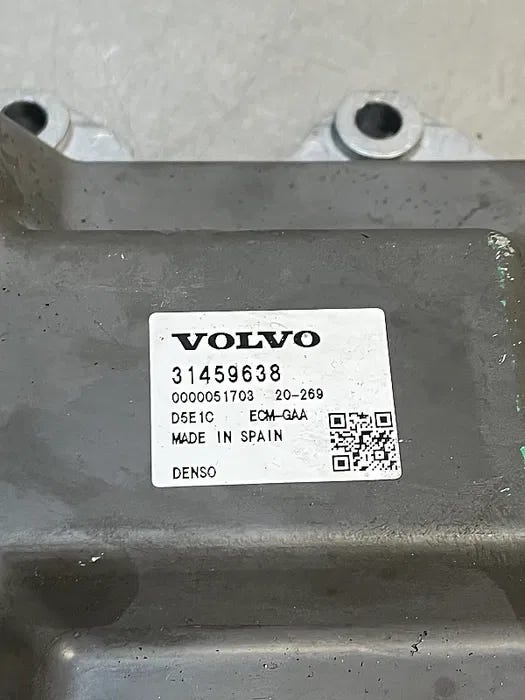 VOLVO
31459638
0000051703 20-269
D5E1C ECM-GAA
MADE IN SPAIN
DENSO